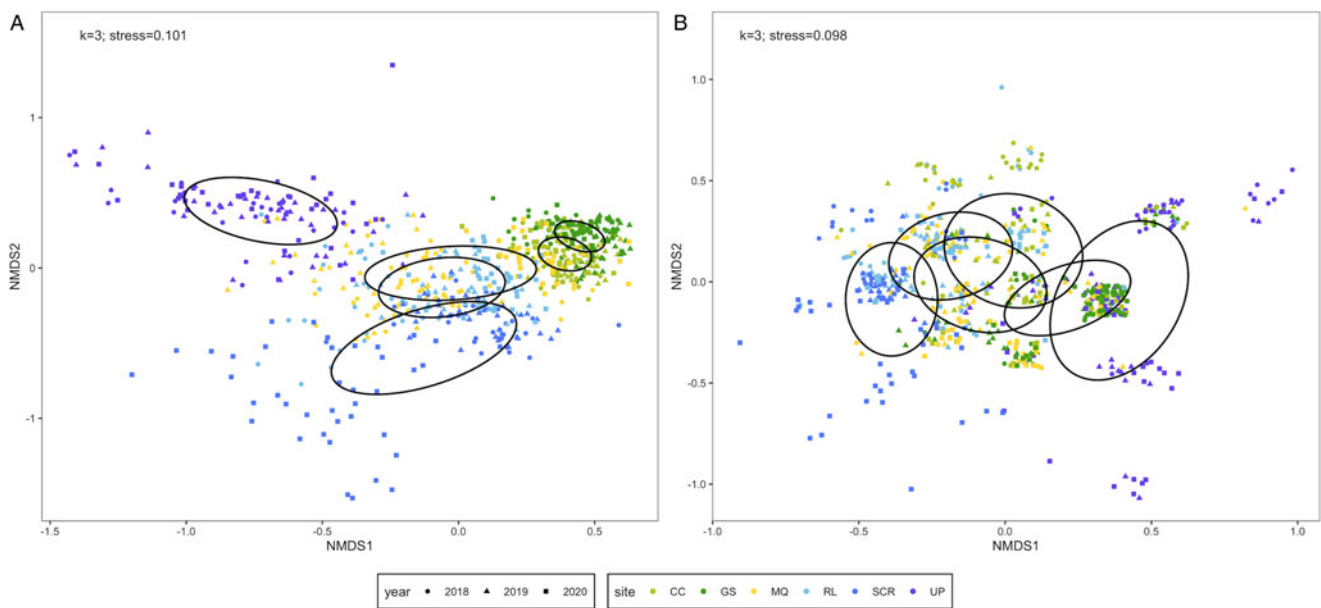 A
k=3; stress=0.101
1
0
-1
NMDS2
-1.5
-1.0
-0.5
0.0
0.5
NMDS1
B
k=3; stress=0.098
1.0
0.5
0.0
-0.5
-1.0
NMDS2
-1.0
-0.5
0.0
0.5
1.0
NMDS1
year 2018 2019 2020
site CC GS MQ RL SCR UP